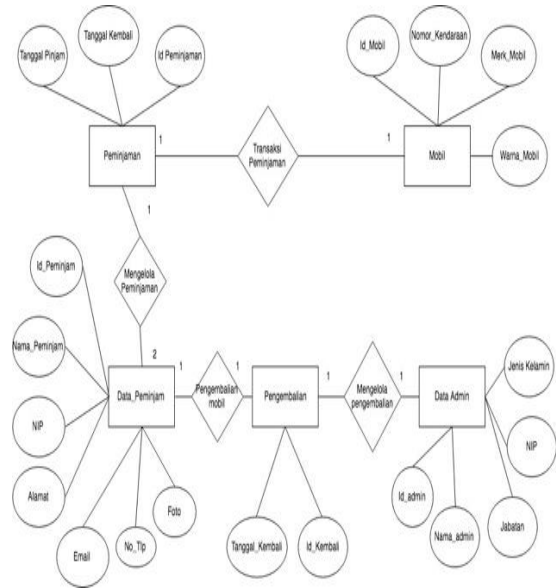 Tanggal Pinjam
Tanggal Kembali
Id Peminjaman
Id_Mobil
Nomor_Kendaraan
Merk_Mobil
Peminjaman
1
Transaksi
Peminjaman
1
Mobil
Warna_Mobil
1
Mengelola
Peminjaman
2
Id_Peminjam
Nama_Peminjam
NIP
Alamat
Email
No_Tlp
Foto
Data_Peminjam
1
Pengembalian
mobil
1
Pengembalian
1
Mengelola
pengembalian
1
Data Admin
Jenis Kelamin
NIP
Jabatan
Nama_admin
Id_admin
Tanggal_Kembali
Id_Kembali